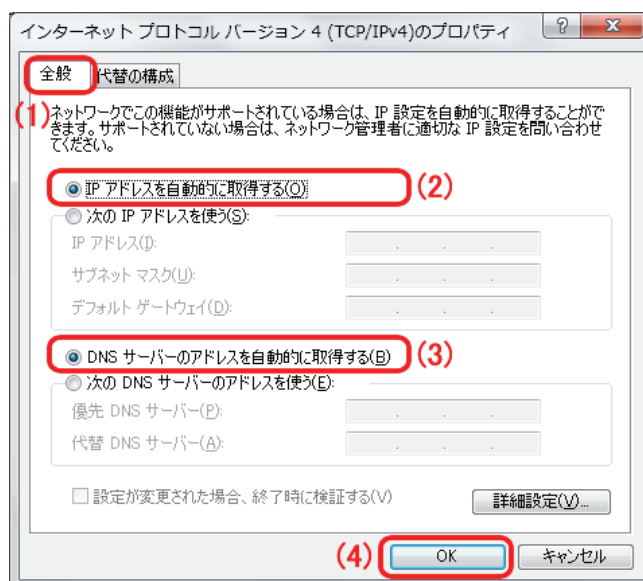 インターネット プロトコル バージョン 4 (TCP/IPv4)のプロパティ
全般
代替の構成
(1)
ネットワークでこの機能がサポートされている場合は、IP 設定を自動的に取得することがで
きます。サポートされていない場合は、ネットワーク管理者に適切な IP 設定を問い合わせ
てください。
IP アドレスを自動的に取得する(O)
(2)
次の IP アドレスを使う(S):
IP アドレス(I):
サブネット マスク(U):
デフォルト ゲートウェイ(D):
DNS サーバーのアドレスを自動的に取得する(B)
(3)
次の DNS サーバーのアドレスを使う(E):
優先 DNS サーバー(P):
代替 DNS サーバー(A):
設定が変更された場合、終了時に検証する(V)
詳細設定(V)...
(4)
OK
キャンセル